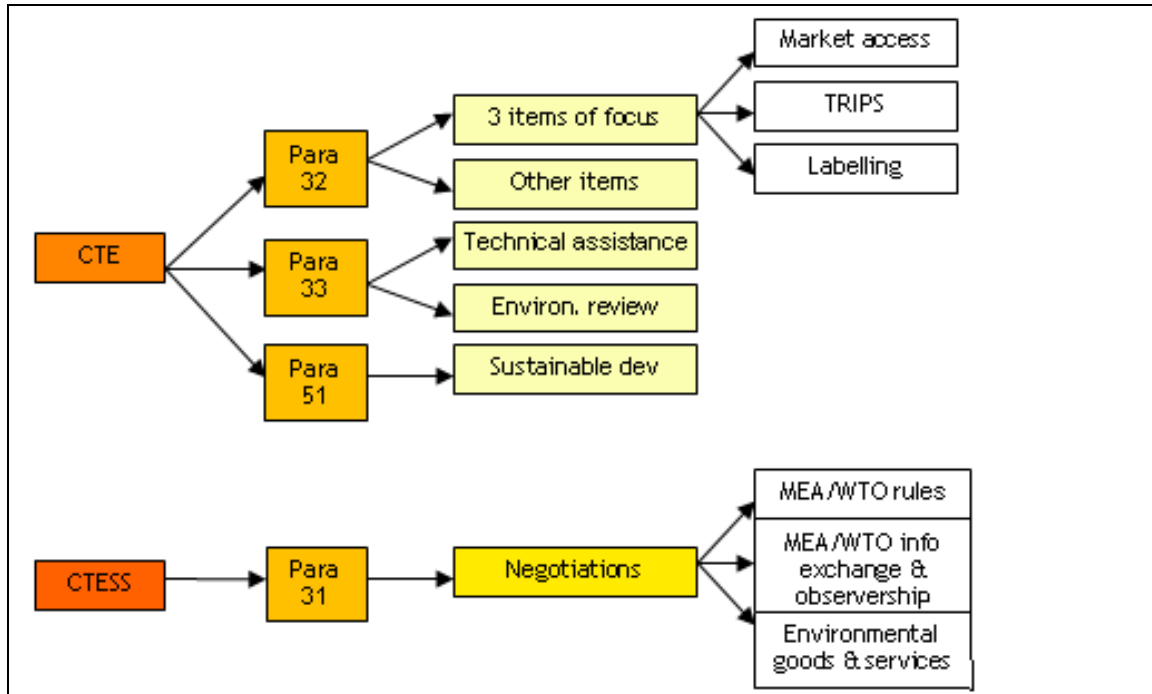 Market access
3 items of focus
TRIPS
Para
32
Labelling
Other items
CTE
Technical assistance
Para
33
Environ. review
Para
51
Sustainable dev
MEA/WTO rules
CTESS
Para
31
Negotiations
MEA/WTO info
exchange &
observership
Environmental
goods & services